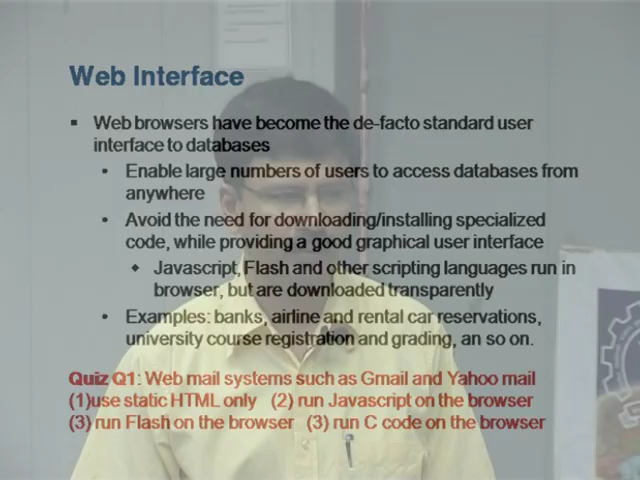 Web Interface
▪ Web browsers have become the de-facto standard user
interface to databases
• Enable large numbers of users to access databases from
anywhere
• Avoid the need for downloading/installing specialized
code, while providing a good graphical user interface
◆ Javascript, Flash and other scripting languages run in
browser, but are downloaded transparently
• Examples: banks, airline and rental car reservations,
university course registration and grading, an so on.
Quiz Q1: Web mail systems such as Gmail and Yahoo mail
(1)use static HTML only (2) run Javascript on the browser
(3) run Flash on the browser (3) run C code on the browser